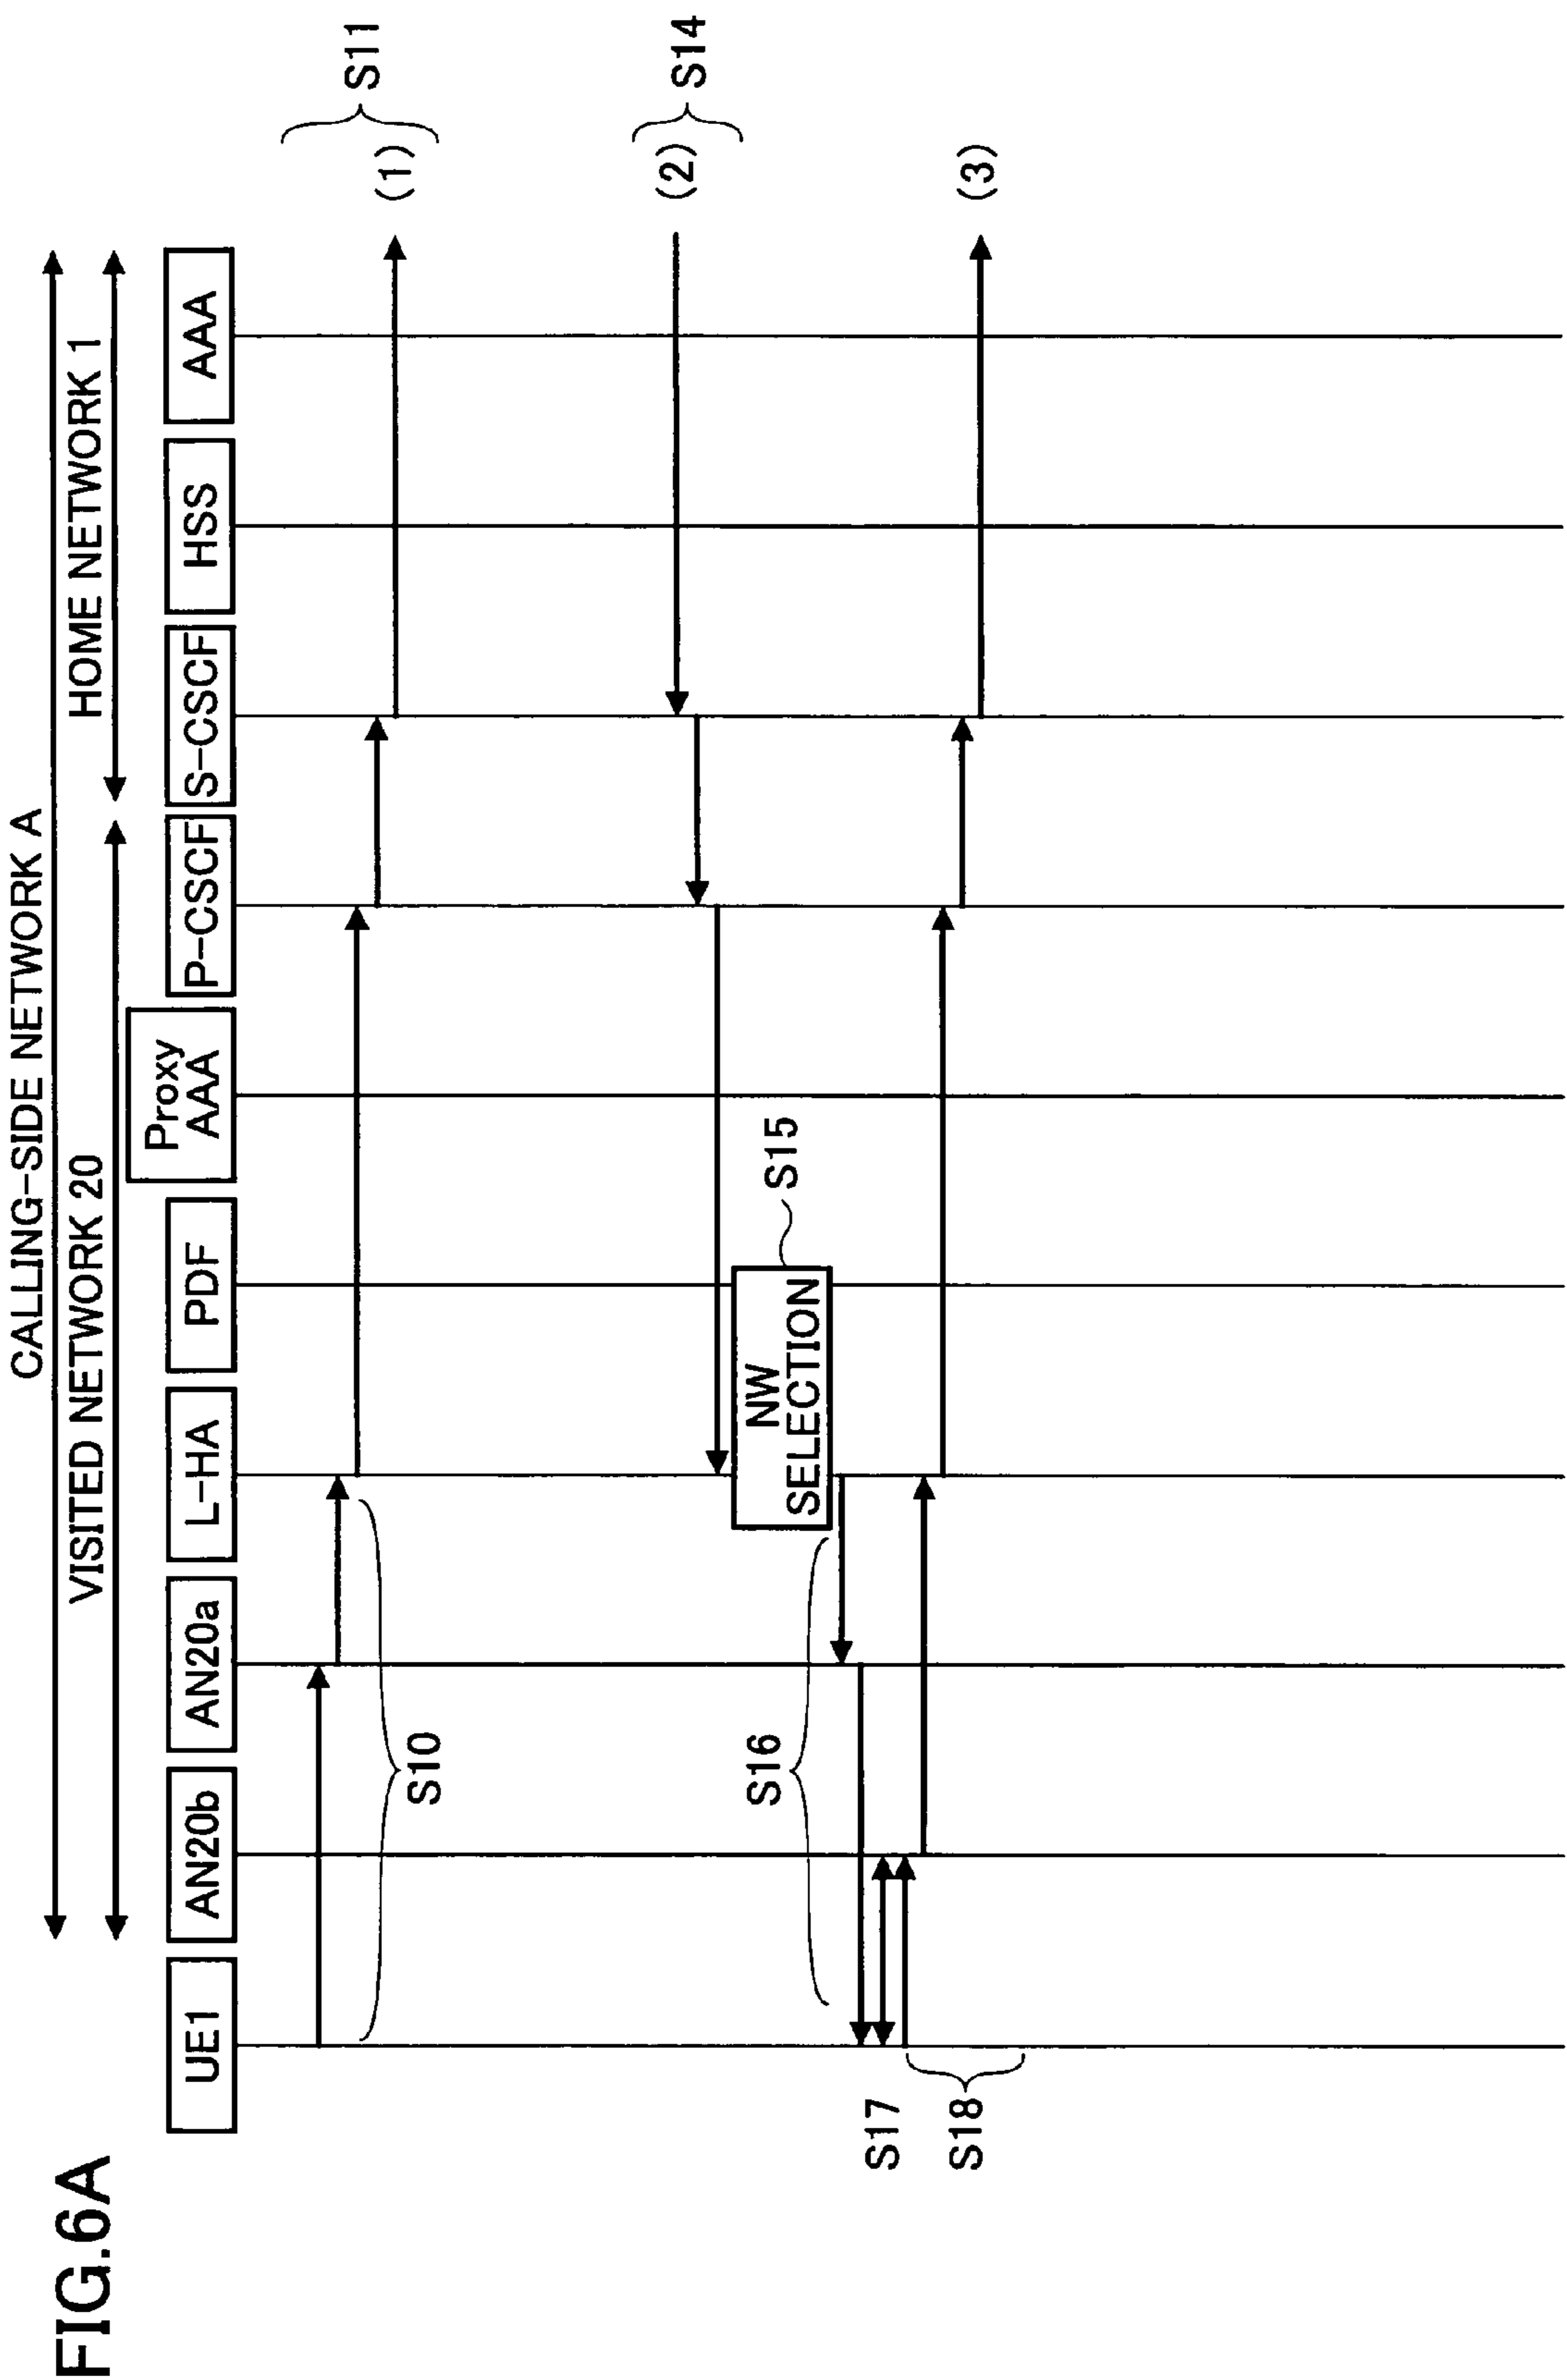 FIG.6A
CALLING-SIDE NETWORK A
VISITED NETWORK 20
HOME NETWORK 1
UE1
AN20b
AN20a
L-HA
PDF
Proxy
AAA
P-CSCF
S-CSCF
HSS
AAA
S10
(1)
S11
(2)
S14
NW
SELECTION
S15
S16
S17
S18
(3)